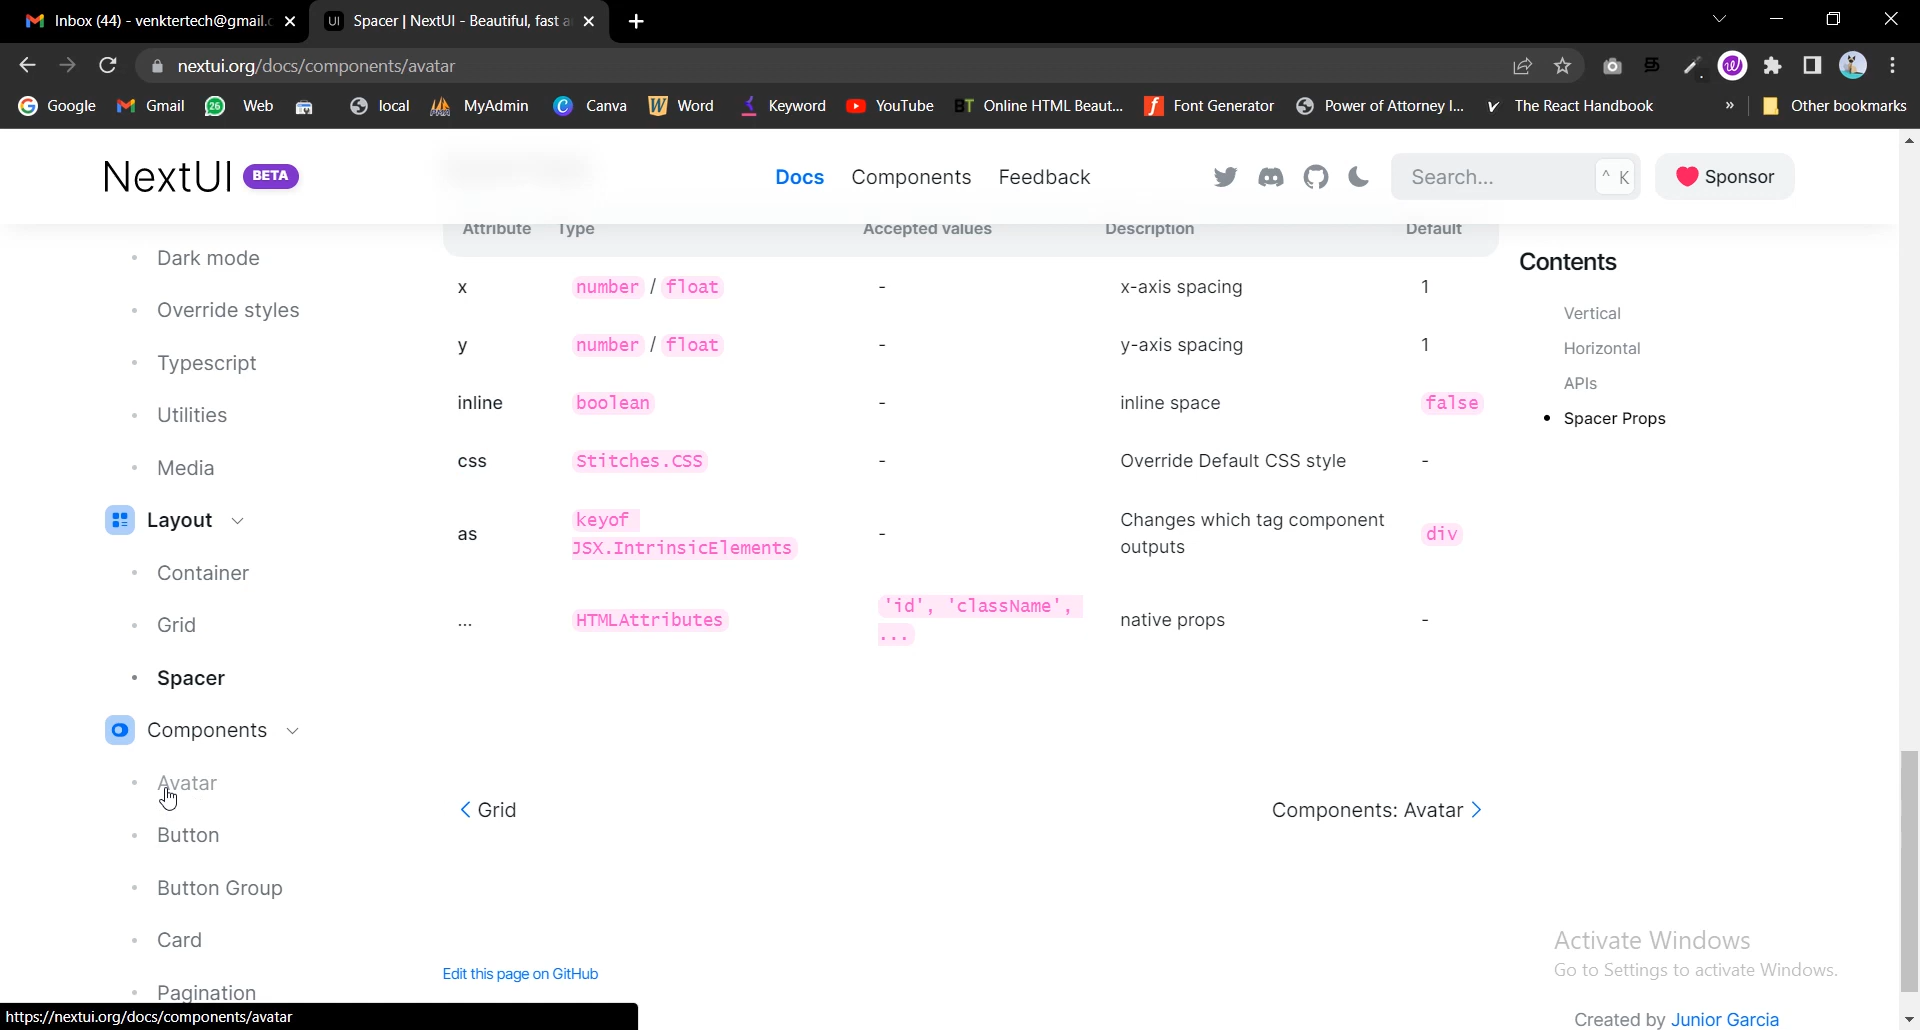 Inbox (44) - venktertech@gmail.c
UI Spacer | NextUI - Beautiful, fast a
nextui.org/docs/components/avatar
Google Gmail 26 Web local MyAdmin Canva Word Keyword YouTube BT Online HTML Beaut... Font Generator Power of Attorney I... The React Handbook » Other bookmarks
NextUI BETA
Docs Components Feedback
Search... ^ K
Sponsor
Dark mode
Override styles
Typescript
Utilities
Media
Layout
Container
Grid
Spacer
Components
Avatar
Button
Button Group
Card
Pagination
Attribute Type Accepted values Description Default
x number / float - x-axis spacing 1
y number / float - y-axis spacing 1
inline boolean - inline space false
css Stitches.CSS - Override Default CSS style -
as keyof JSX.IntrinsicElements - Changes which tag component outputs div
... HTMLAttributes 'id', 'className', ... native props -
Contents
Vertical
Horizontal
APIs
Spacer Props
Grid
Components: Avatar
Edit this page on GitHub
Activate Windows
Go to Settings to activate Windows.
Created by Junior Garcia
https://nextui.org/docs/components/avatar